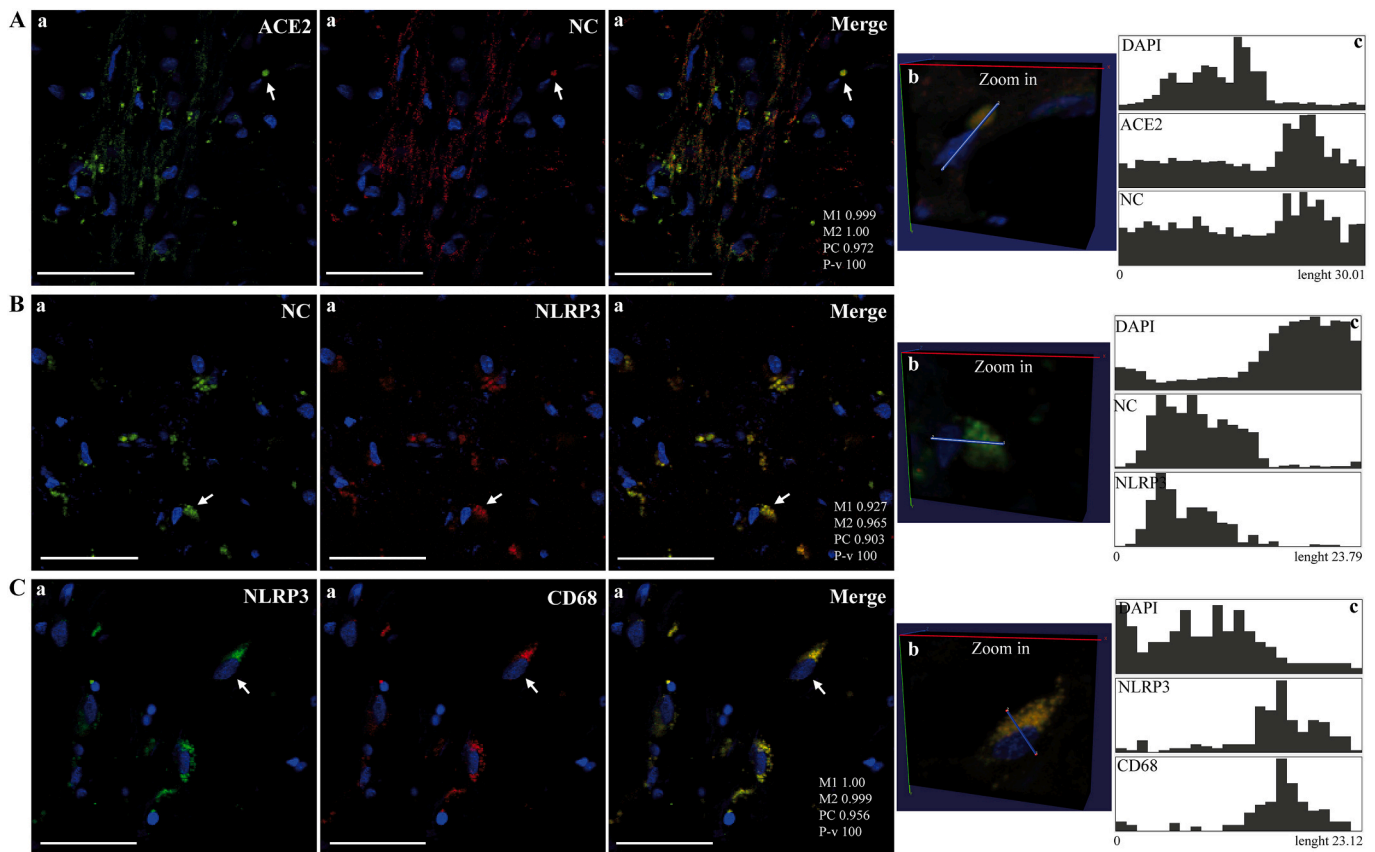 A
a
ACE2
a
NC
a
Merge
M1 0.999
M2 1.00
PC 0.972
P-v 100
b
Zoom in
c
DAPI
ACE2
NC
0
lenght 30.01
B
a
NC
a
NLRP3
a
Merge
M1 0.927
M2 0.965
PC 0.903
P-v 100
b
Zoom in
c
DAPI
NC
NLRP3
0
lenght 23.79
C
a
NLRP3
a
CD68
a
Merge
M1 1.00
M2 0.999
PC 0.956
P-v 100
b
Zoom in
c
DAPI
NLRP3
CD68
0
lenght 23.12